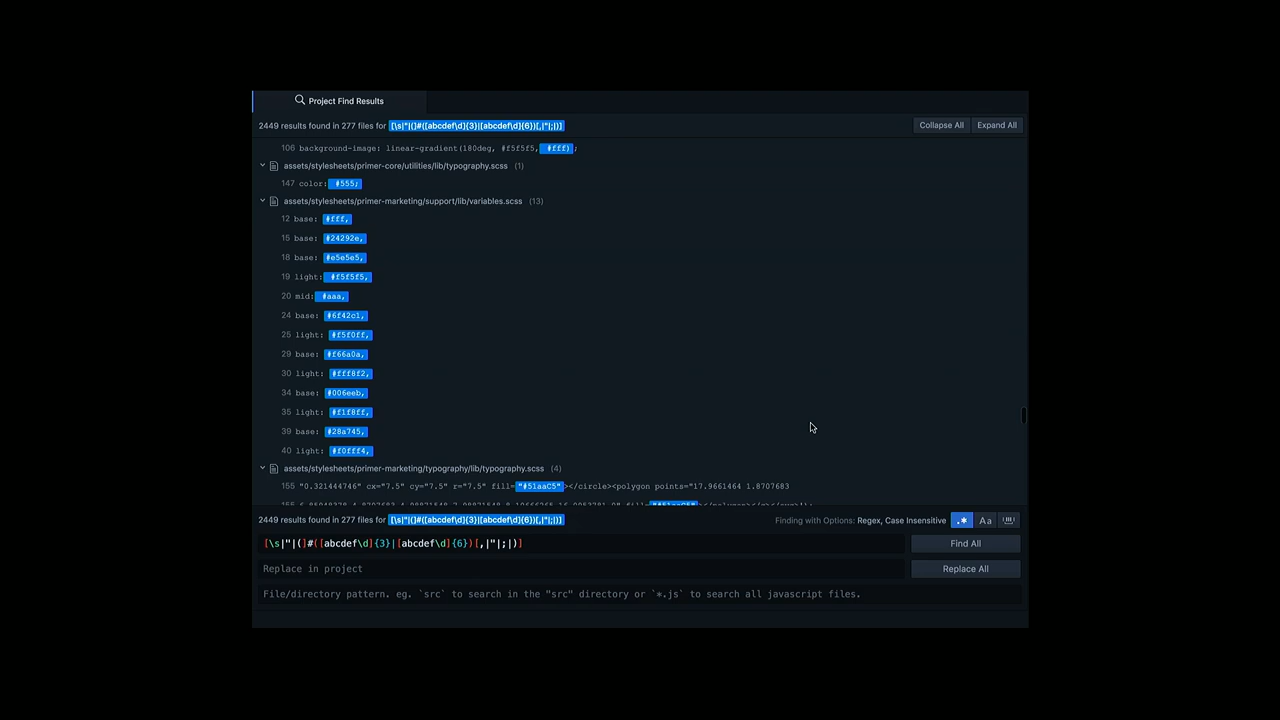 Project Find Results
2449 results found in 277 files for [\s|"|(]#([abcdef\d]{3}|[abcdef\d]{6})[,|"|;|)] Collapse All Expand All
106 background-image: linear-gradient(180deg, #f5f5f5, #fff);
assets/stylesheets/primer-core/utilities/lib/typography.scss (1)
147 color: #555;
assets/stylesheets/primer-marketing/support/lib/variables.scss (13)
12 base: #fff,
15 base: #24292e,
18 base: #e5e5e5,
19 light: #f5f5f5,
20 mid: #aaa,
24 base: #6f42c1,
25 light: #f5f0ff,
29 base: #f66a0a,
30 light: #fff8f2,
34 base: #006eeb,
35 light: #f1f8ff,
39 base: #28a745,
40 light: #f0fff4,
assets/stylesheets/primer-marketing/typography/lib/typography.scss (4)
155 "0.321444746" cx="7.5" cy="7.5" r="7.5" fill="#51aaC5"></circle><polygon points="17.9661464 1.8707683
2449 results found in 277 files for [\s|"|(]#([abcdef\d]{3}|[abcdef\d]{6})[,|"|;|)] Finding with Options: Regex, Case Insensitive .* Aa
[\s|"|(]#([abcdef\d]{3}|[abcdef\d]{6})[,|"|;|)] Find All
Replace in project Replace All
File/directory pattern. eg. `src` to search in the "src" directory or `*.js` to search all javascript files.